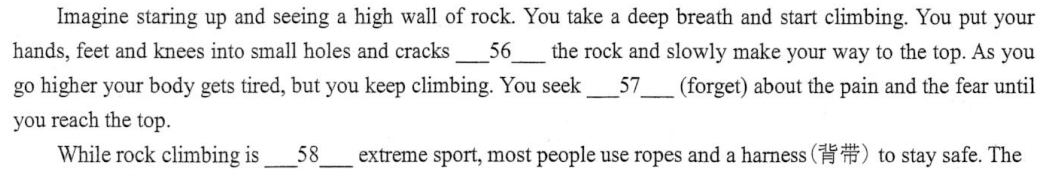 Imagine staring up and seeing a high wall of rock. You take a deep breath and start climbing. You put your
hands, feet and knees into small holes and cracks ___56___ the rock and slowly make your way to the top. As you
go higher your body gets tired, but you keep climbing. You seek ___57___ (forget) about the pain and the fear until
you reach the top.
While rock climbing is ___58___ extreme sport, most people use ropes and a harness(背带) to stay safe. The